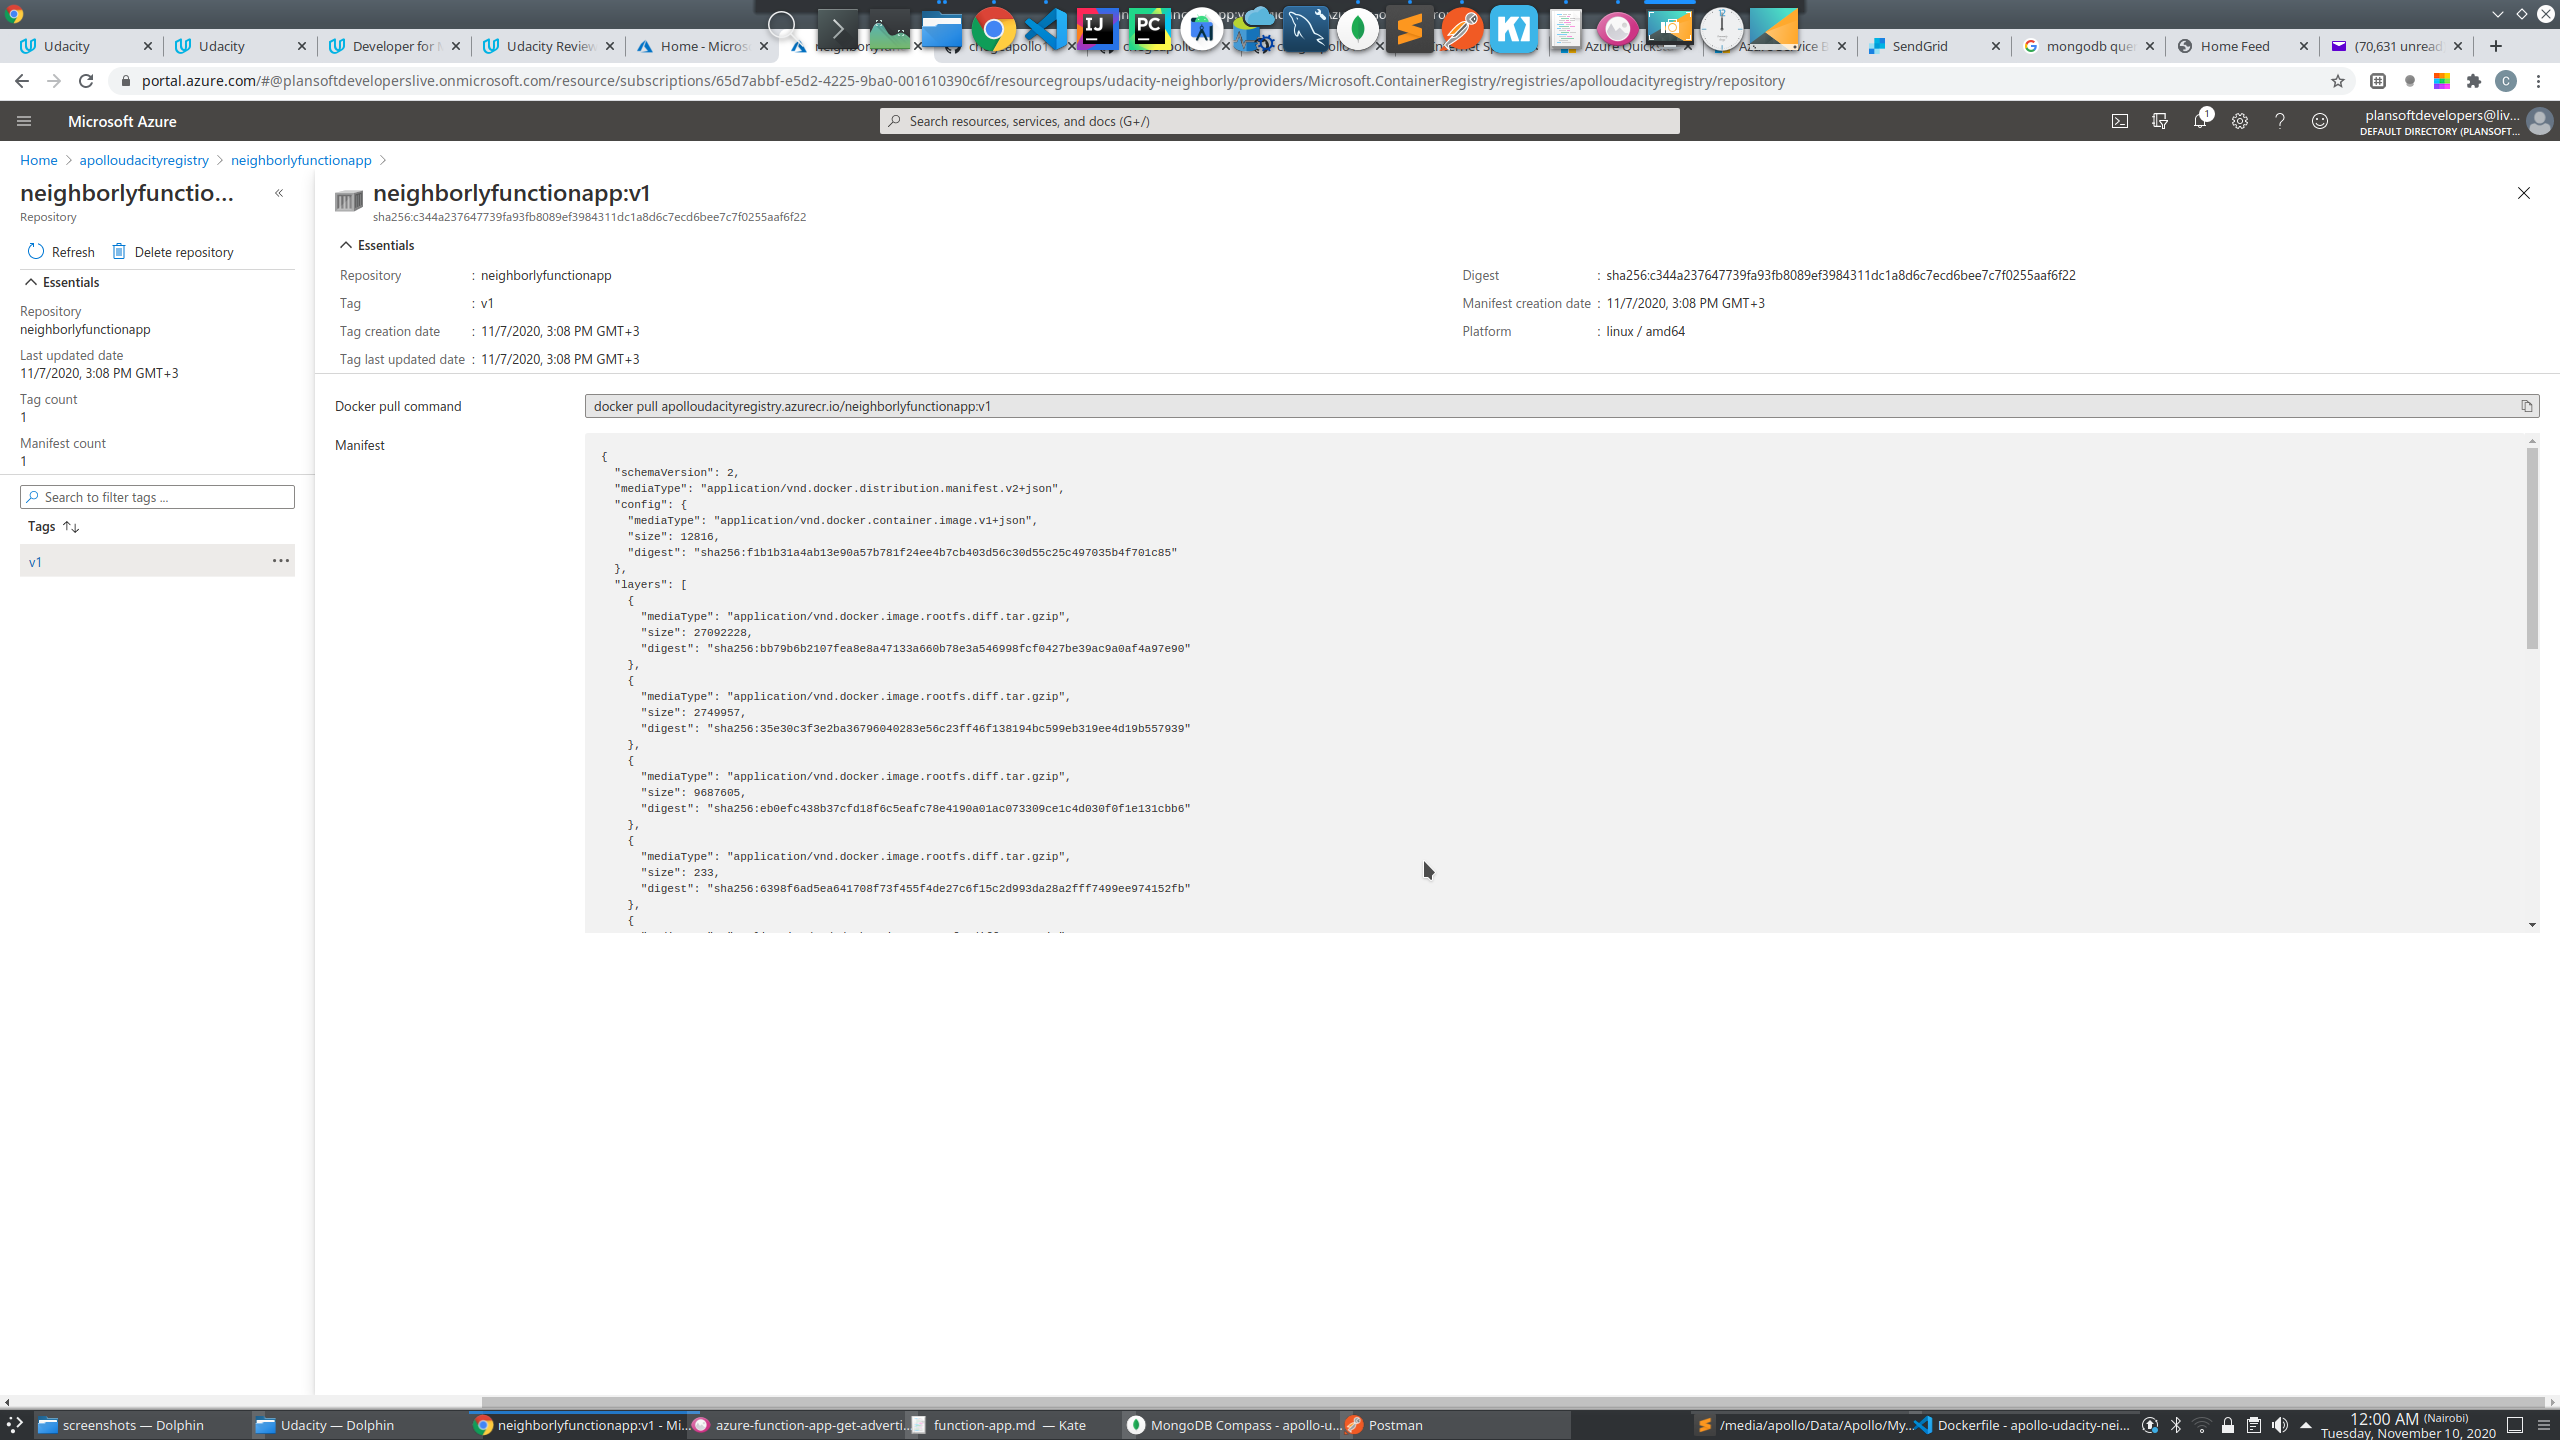 Udacity
Udacity
Developer for M
Udacity Review
Home - Microso
SendGrid
mongodb que
Home Feed
(70,631 unread
portal.azure.com/#@plansoftdeveloperslive.onmicrosoft.com/resource/subscriptions/65d7abbf-e5d2-4225-9ba0-001610390c6f/resourcegroups/udacity-neighborly/providers/Microsoft.ContainerRegistry/registries/apolloudacityregistry/repository
C
Microsoft Azure
Search resources, services, and docs (G+/)
1
plansoftdevelopers@liv...
DEFAULT DIRECTORY (PLANSOFT...
Home > apolloudacityregistry > neighborlyfunctionapp >
neighborlyfunctio...
Repository
Refresh
Delete repository
Essentials
Repository
neighborlyfunctionapp
Last updated date
11/7/2020, 3:08 PM GMT+3
Tag count
1
Manifest count
1
Search to filter tags ...
Tags
v1
neighborlyfunctionapp:v1
sha256:c344a237647739fa93fb8089ef3984311dc1a8d6c7ecd6bee7c7f0255aaf6f22
Essentials
Repository : neighborlyfunctionapp
Tag : v1
Tag creation date : 11/7/2020, 3:08 PM GMT+3
Tag last updated date : 11/7/2020, 3:08 PM GMT+3
Digest : sha256:c344a237647739fa93fb8089ef3984311dc1a8d6c7ecd6bee7c7f0255aaf6f22
Manifest creation date : 11/7/2020, 3:08 PM GMT+3
Platform : linux / amd64
Docker pull command
docker pull apolloudacityregistry.azurecr.io/neighborlyfunctionapp:v1
Manifest
{
"schemaVersion": 2,
"mediaType": "application/vnd.docker.distribution.manifest.v2+json",
"config": {
"mediaType": "application/vnd.docker.container.image.v1+json",
"size": 12816,
"digest": "sha256:f1b1b31a4ab13e90a57b781f24ee4b7cb403d56c30d55c25c497035b4f701c85"
},
"layers": [
{
"mediaType": "application/vnd.docker.image.rootfs.diff.tar.gzip",
"size": 27092228,
"digest": "sha256:bb79b6b2107fea8e8a47133a660b78e3a546998fcf0427be39ac9a0af4a97e90"
},
{
"mediaType": "application/vnd.docker.image.rootfs.diff.tar.gzip",
"size": 2749957,
"digest": "sha256:35e30c3f3e2ba36796040283e56c23ff46f138194bc599eb319ee4d19b557939"
},
{
"mediaType": "application/vnd.docker.image.rootfs.diff.tar.gzip",
"size": 9687605,
"digest": "sha256:eb0efc438b37cfd18f6c5eafc78e4190a01ac073309ce1c4d030f0f1e131cbb6"
},
{
"mediaType": "application/vnd.docker.image.rootfs.diff.tar.gzip",
"size": 233,
"digest": "sha256:6398f6ad5ea641708f73f455f4de27c6f15c2d993da28a2fff7499ee974152fb"
},
{
screenshots — Dolphin
Udacity — Dolphin
neighborlyfunctionapp:v1 - Mi...
azure-function-app-get-adverti...
function-app.md — Kate
MongoDB Compass - apollo-u...
Postman
/media/apollo/Data/Apollo/My...
Dockerfile - apollo-udacity-nei...
12:00 AM (Nairobi)
Tuesday, November 10, 2020